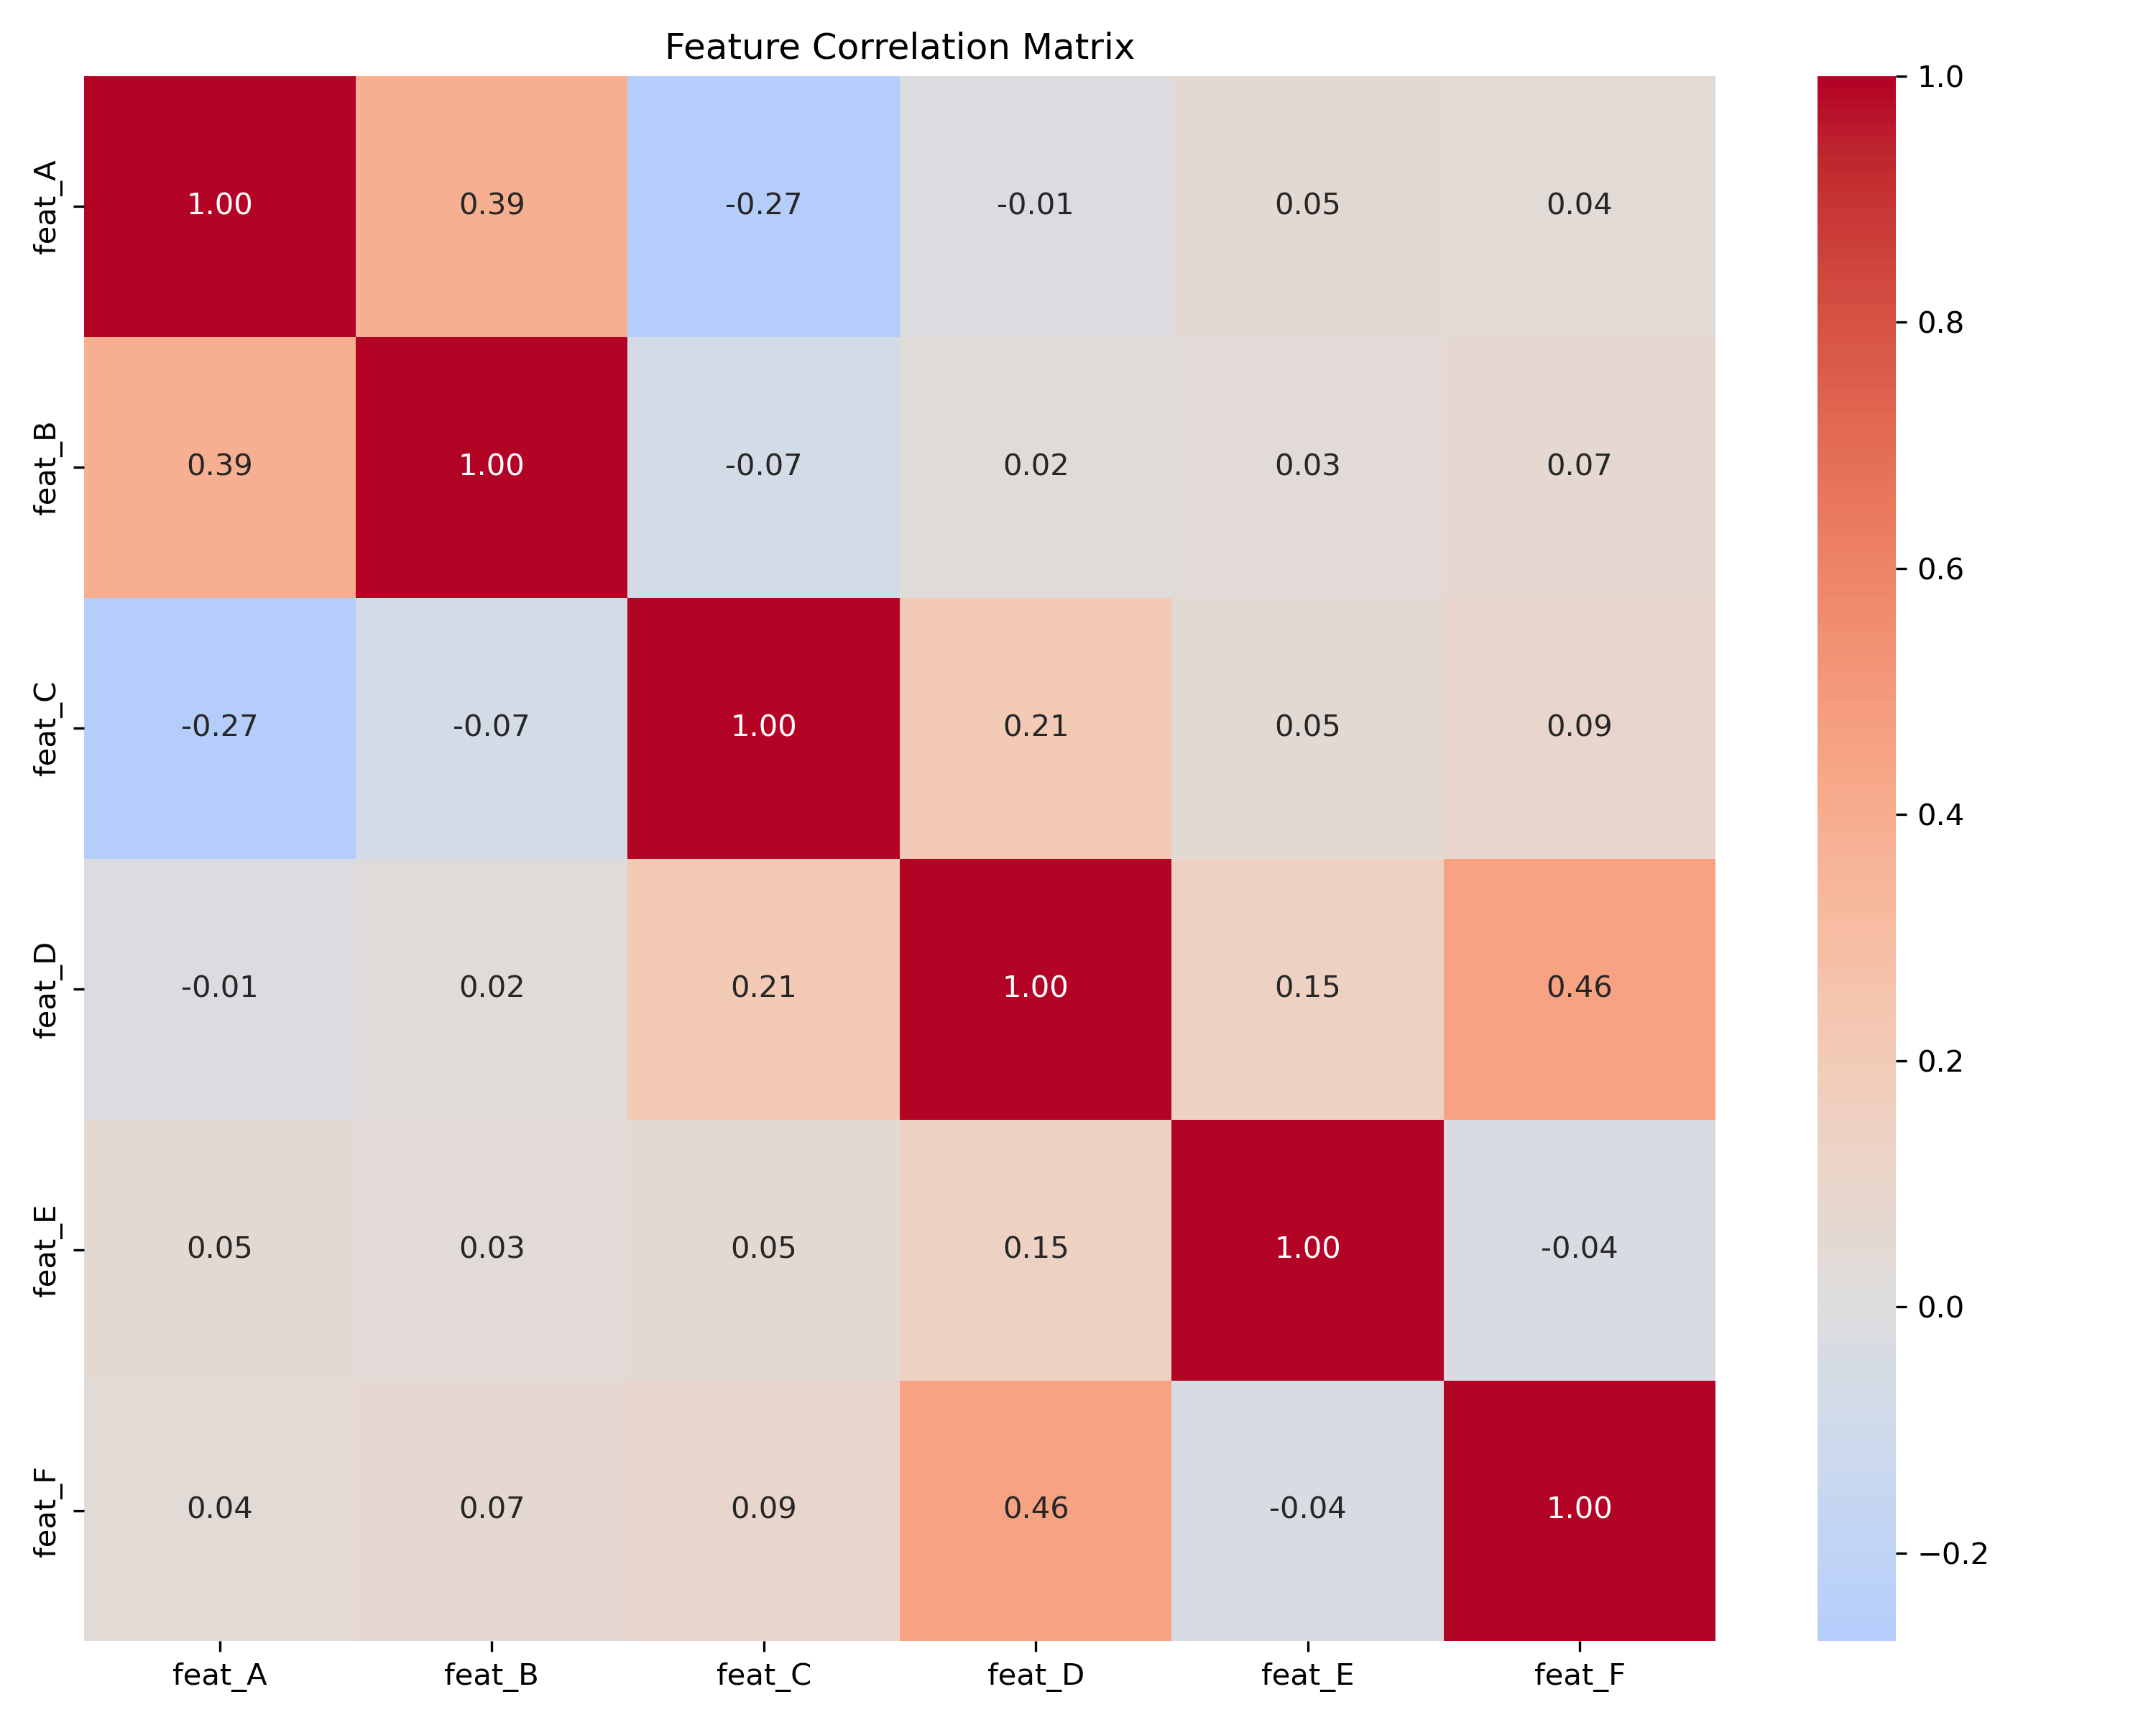 Feature Correlation Matrix
feat_A 1.00 0.39 -0.27 -0.01 0.05 0.04
feat_B 0.39 1.00 -0.07 0.02 0.03 0.07
feat_C -0.27 -0.07 1.00 0.21 0.05 0.09
feat_D -0.01 0.02 0.21 1.00 0.15 0.46
feat_E 0.05 0.03 0.05 0.15 1.00 -0.04
feat_F 0.04 0.07 0.09 0.46 -0.04 1.00
feat_A feat_B feat_C feat_D feat_E feat_F
1.0
0.8
0.6
0.4
0.2
0.0
−0.2